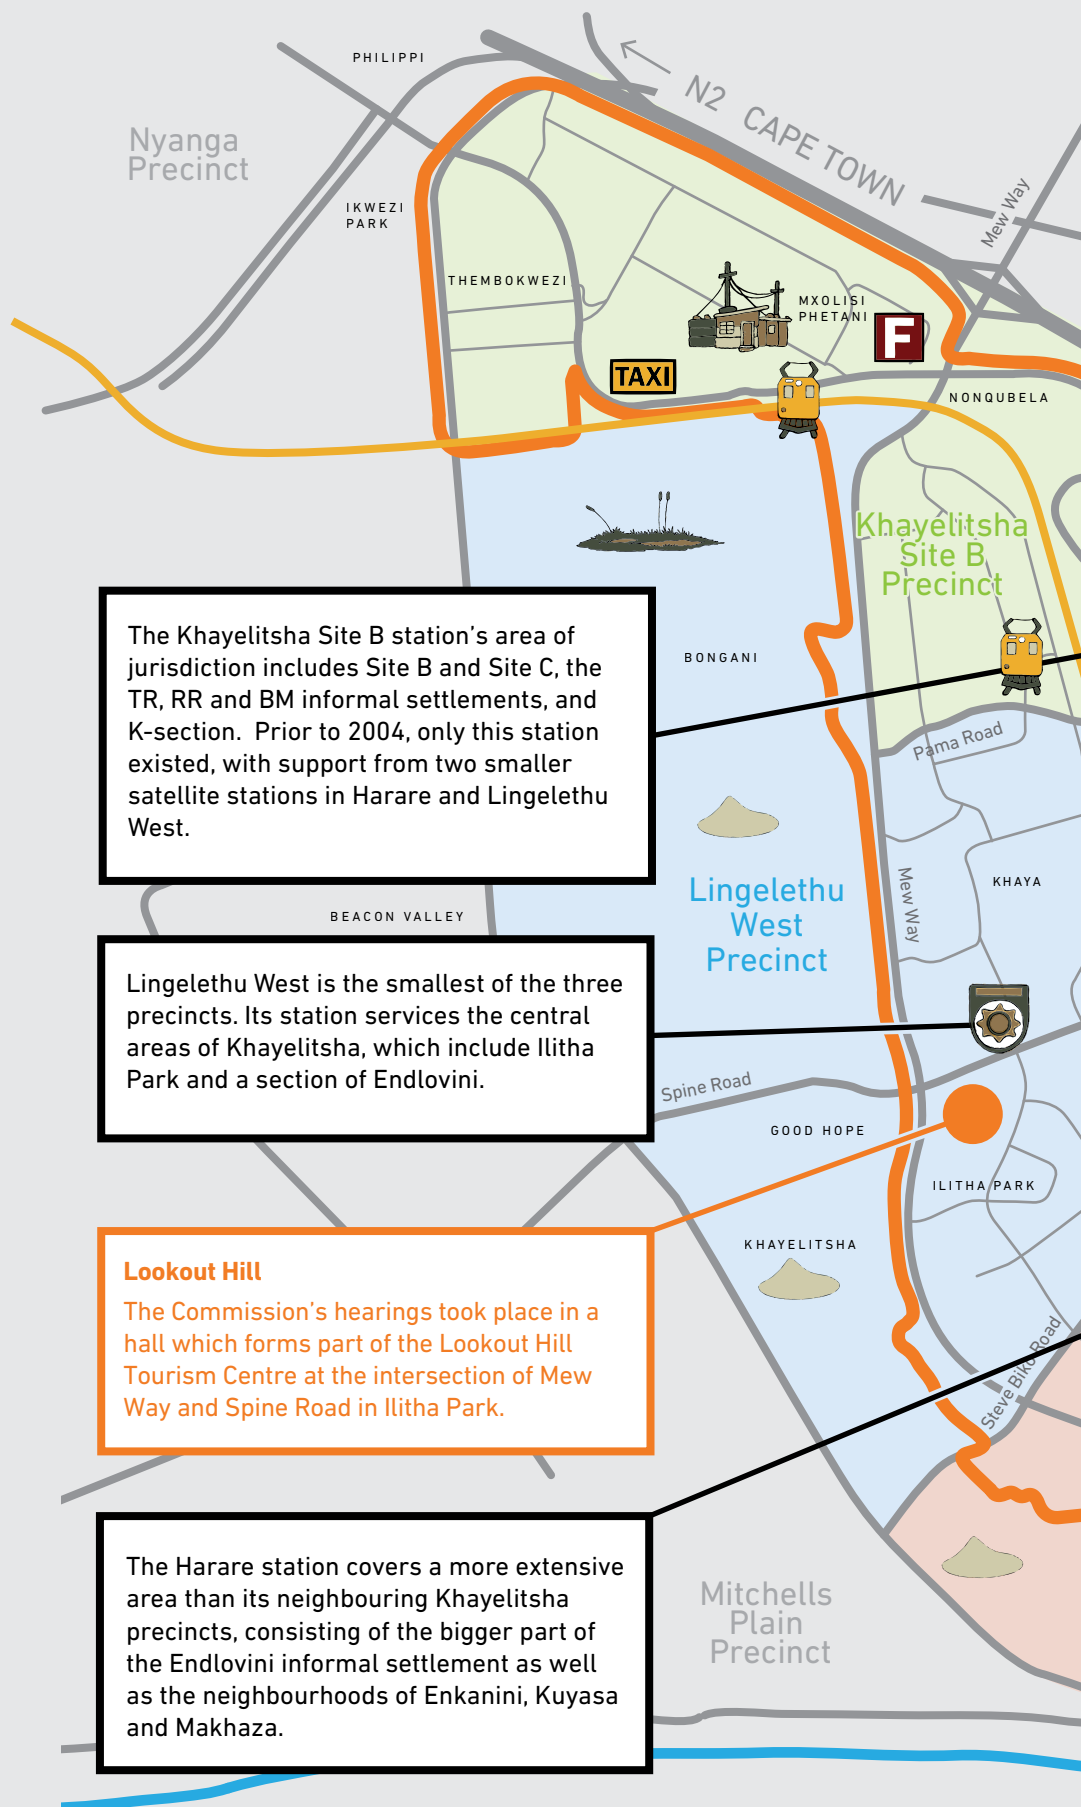 PHILIPPI
N2 CAPE TOWN
Nyanga
Precinct
Mew Way
IKWEZI
PARK
THEMBOKWEZI
MXOLISI
PHETANI
F
TAXI
NONQUBELA
Khayelitsha
Site B
Precinct
The Khayelitsha Site B station’s area of
jurisdiction includes Site B and Site C, the
TR, RR and BM informal settlements, and
K-section.  Prior to 2004, only this station
existed, with support from two smaller
satellite stations in Harare and Lingelethu
West.
BONGANI
Pama Road
Lingelethu
West
Precinct
Mew Way
KHAYA
BEACON VALLEY
Lingelethu West is the smallest of the three
precincts. Its station services the central
areas of Khayelitsha, which include Ilitha
Park and a section of Endlovini.
Spine Road
GOOD HOPE
ILITHA PARK
KHAYELITSHA
Lookout Hill
The Commission’s hearings took place in a
hall which forms part of the Lookout Hill
Tourism Centre at the intersection of Mew
Way and Spine Road in Ilitha Park.
Steve Biko Road
The Harare station covers a more extensive
area than its neighbouring Khayelitsha
precincts, consisting of the bigger part of
the Endlovini informal settlement as well
as the neighbourhoods of Enkanini, Kuyasa
and Makhaza.
Mitchells
Plain
Precinct